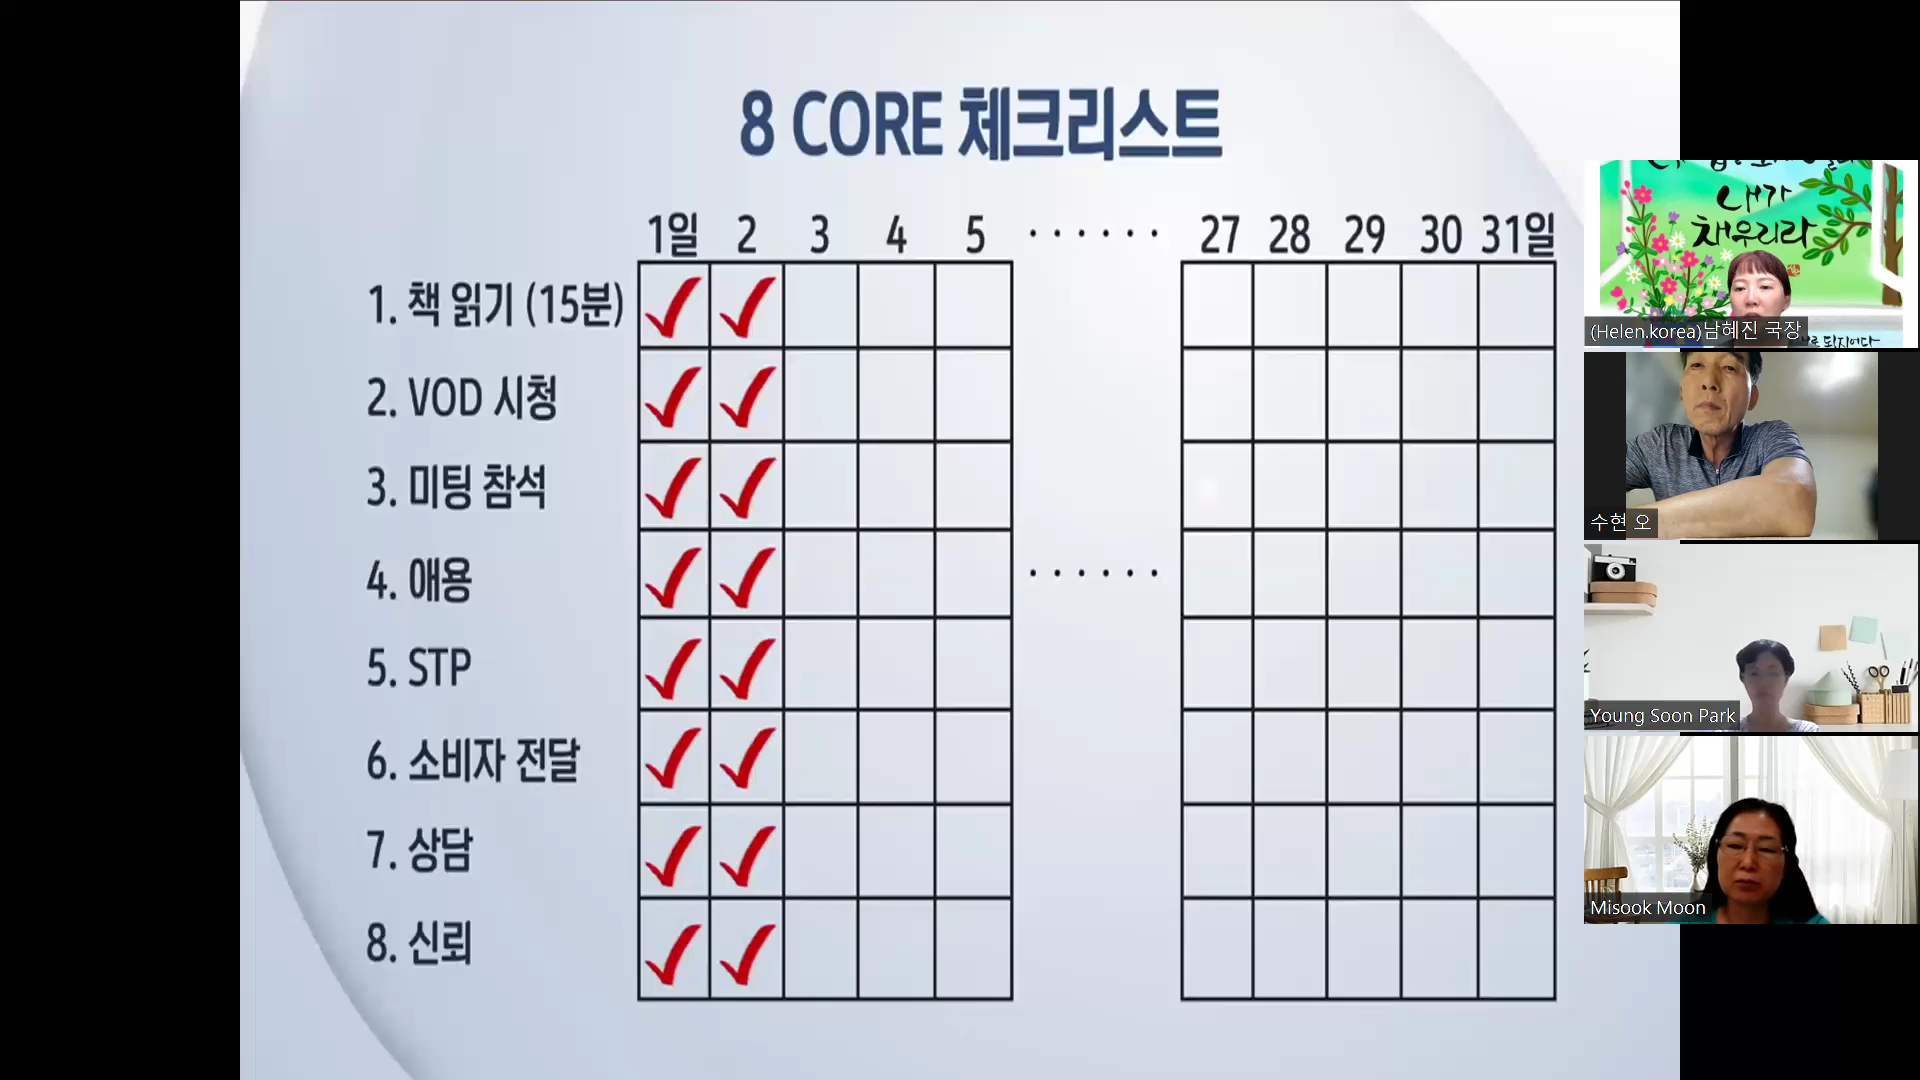 8 CORE 체크리스트
1일 2 3 4 5 · · · · · · 27 28 29 30 31일
1. 책 읽기 (15분)
2. VOD 시청
3. 미팅 참석
4. 애용
· · · · · ·
5. STP
6. 소비자 전달
7. 상담
8. 신뢰
내가
채우리라
(Helen.korea)남혜진 국장
수현 오
Young Soon Park
Misook Moon